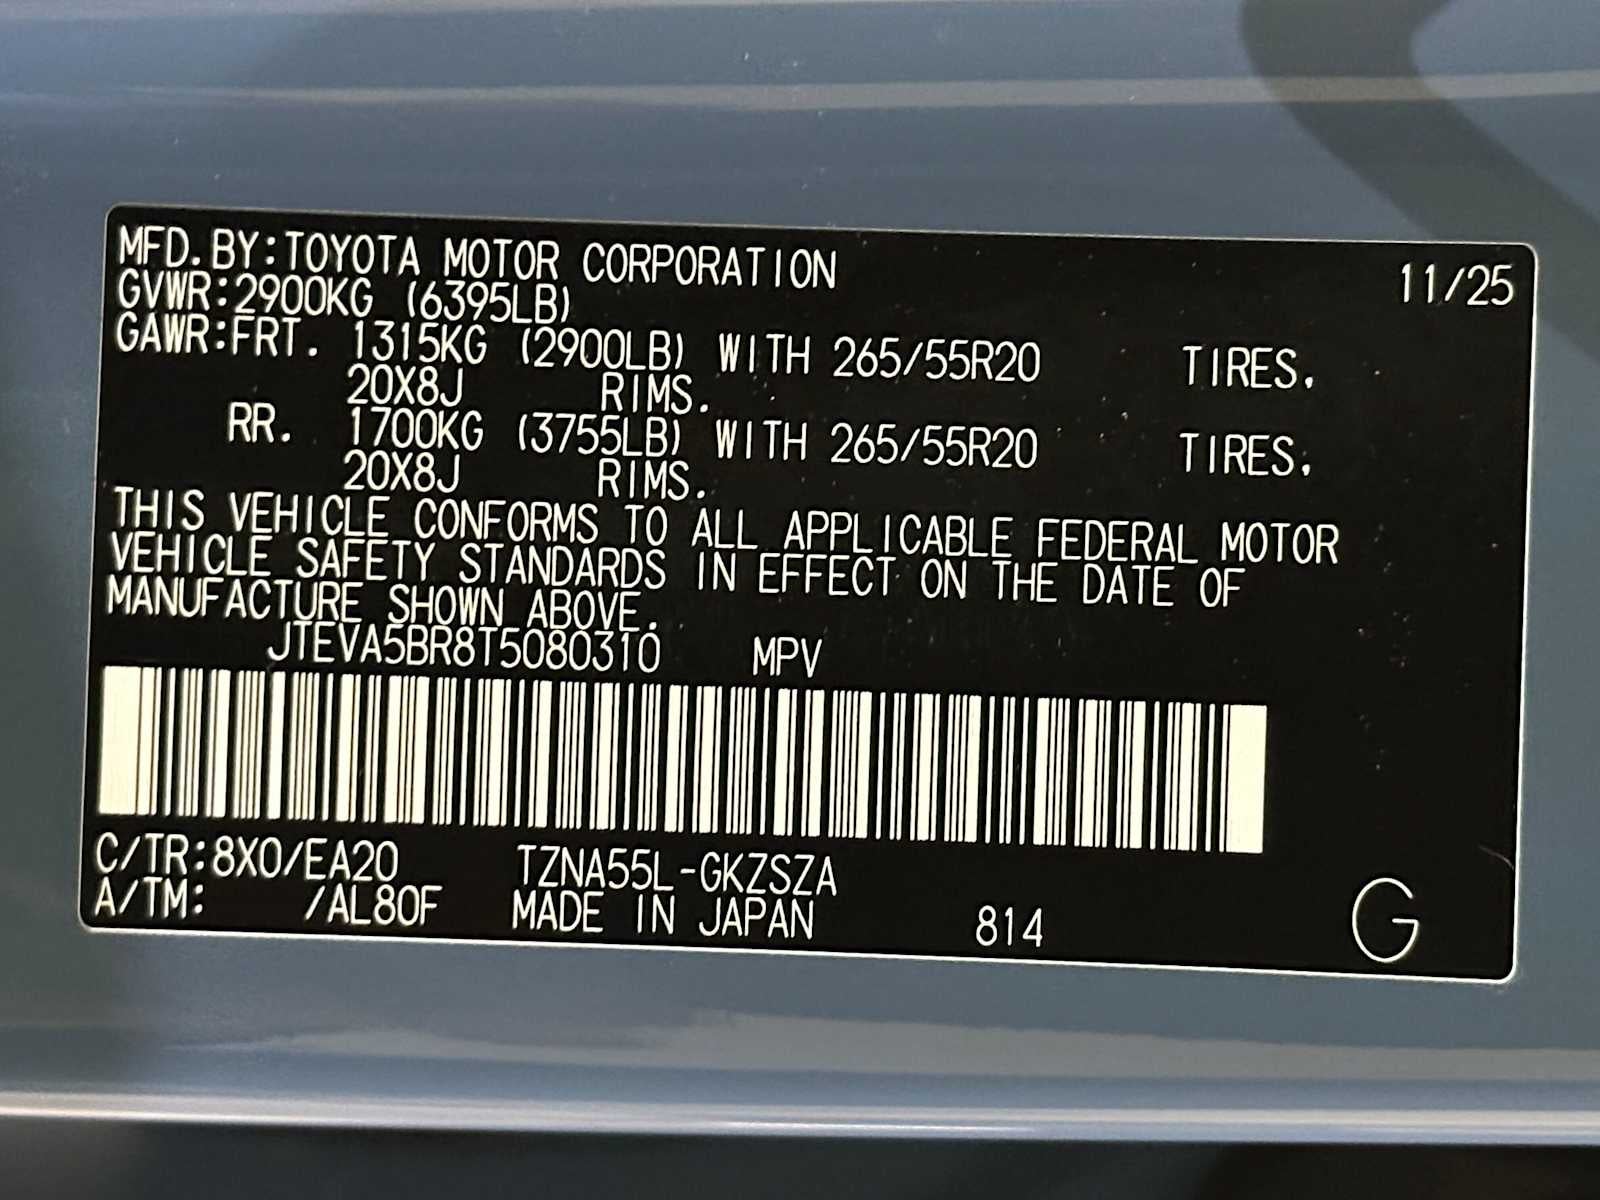 MFD.BY:TOYOTA MOTOR CORPORATION 11/25
GVWR:2900KG (6395LB)
GAWR:FRT. 1315KG (2900LB) WITH 265/55R20 TIRES.
20X8J RIMS.
RR. 1700KG (3755LB) WITH 265/55R20 TIRES.
20X8J RIMS.
THIS VEHICLE CONFORMS TO ALL APPLICABLE FEDERAL MOTOR
VEHICLE SAFETY STANDARDS IN EFFECT ON THE DATE OF
MANUFACTURE SHOWN ABOVE.
JTEVA5BR8T5080310 MPV
C/TR:8X0/EA20 TZNA55L-GKZSZA
A/TM: /AL80F MADE IN JAPAN 814 G